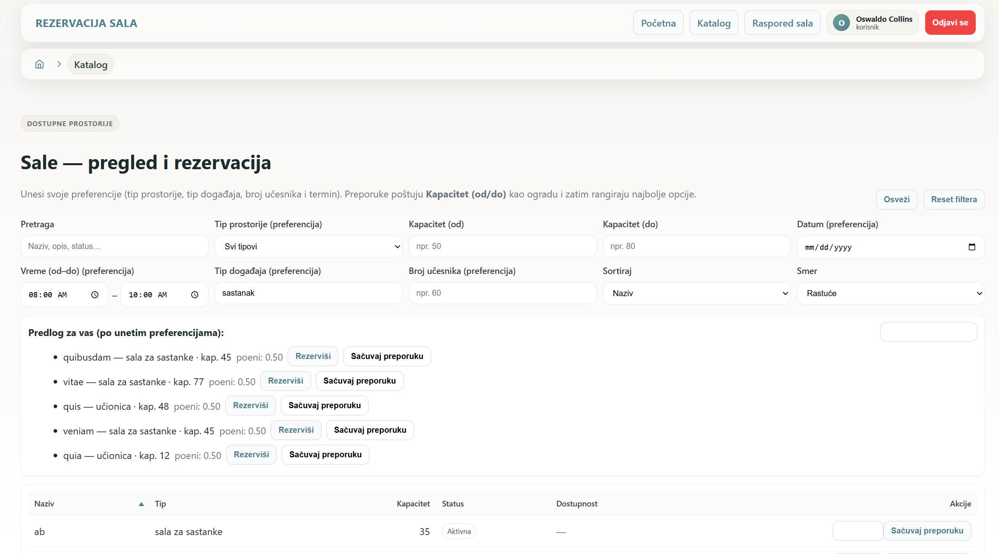 REZERVACIJA SALA
Početna
Katalog
Raspored sala
O
Oswaldo Collins
korisnik
Odjavi se
Katalog
DOSTUPNE PROSTORIJE
Sale — pregled i rezervacija
Unesi svoje preferencije (tip prostorije, tip događaja, broj učesnika i termin). Preporuke poštuju Kapacitet (od/do) kao ogradu i zatim rangiraju najbolje opcije.
Osveži
Reset filtera
Pretraga
Naziv, opis, status…
Tip prostorije (preferencija)
Svi tipovi
Kapacitet (od)
npr. 50
Kapacitet (do)
npr. 80
Datum (preferencija)
mm/dd/yyyy
Vreme (od–do) (preferencija)
08:00 AM – 10:00 AM
Tip događaja (preferencija)
sastanak
Broj učesnika (preferencija)
npr. 60
Sortiraj
Naziv
Smer
Rastuće
Predlog za vas (po unetim preferencijama):
• quibusdam — sala za sastanke · kap. 45 poeni: 0.50 Rezerviši Sačuvaj preporuku
• vitae — sala za sastanke · kap. 77 poeni: 0.50 Rezerviši Sačuvaj preporuku
• quis — učionica · kap. 48 poeni: 0.50 Rezerviši Sačuvaj preporuku
• veniam — sala za sastanke · kap. 45 poeni: 0.50 Rezerviši Sačuvaj preporuku
• quia — učionica · kap. 12 poeni: 0.50 Rezerviši Sačuvaj preporuku
Naziv ▲ Tip Kapacitet Status Dostupnost Akcije
ab sala za sastanke 35 Aktivna — Sačuvaj preporuku